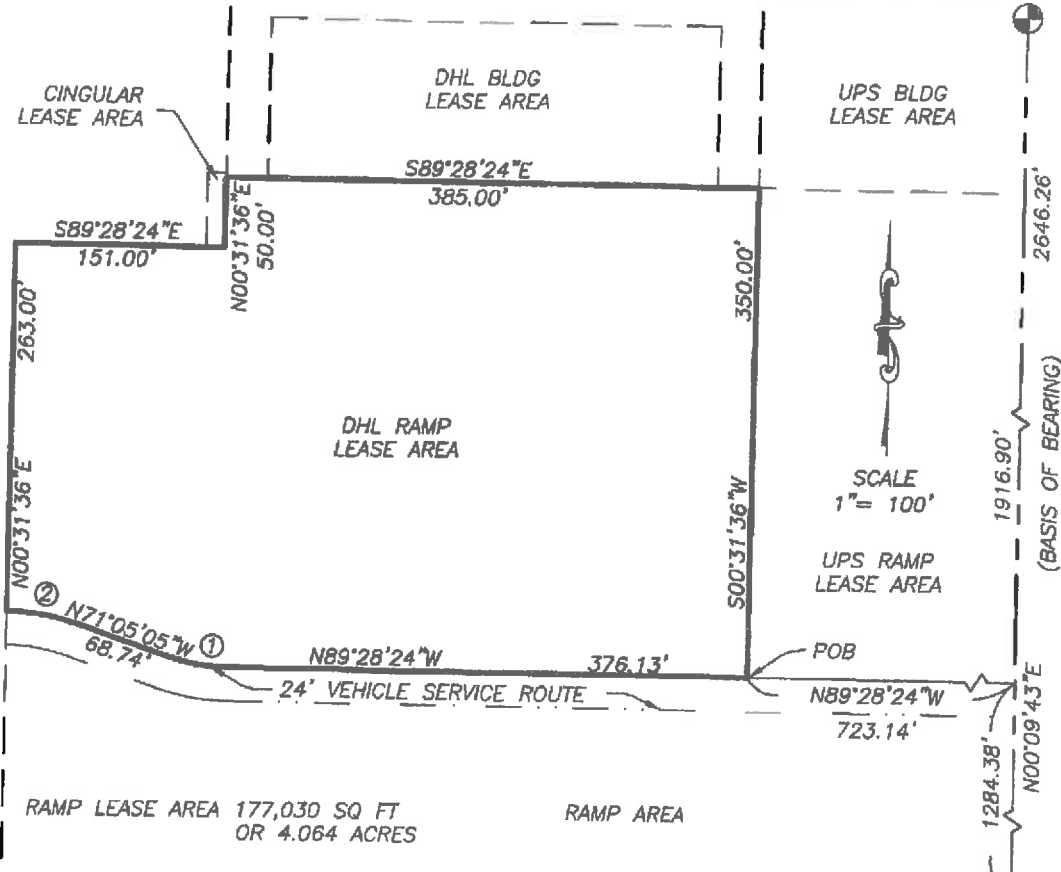 CINGULAR
LEASE AREA
DHL BLDG
LEASE AREA
UPS BLDG
LEASE AREA
S89°28'24"E
385.00'
S89°28'24"E
151.00'
N00°31'36"E
50.00'
2646.26'
263.00'
350.00'
DHL RAMP
LEASE AREA
SCALE
1"= 100'
1916.90'
(BASIS OF BEARING)
N00°31'36"E
S00°31'36"W
UPS RAMP
LEASE AREA
②
N71°05'05"W
68.74'
①
N89°28'24"W
376.13'
POB
24' VEHICLE SERVICE ROUTE
N89°28'24"W
723.14'
N00°09'43"E
1284.38'
RAMP LEASE AREA 177,030 SQ FT
OR 4.064 ACRES
RAMP AREA